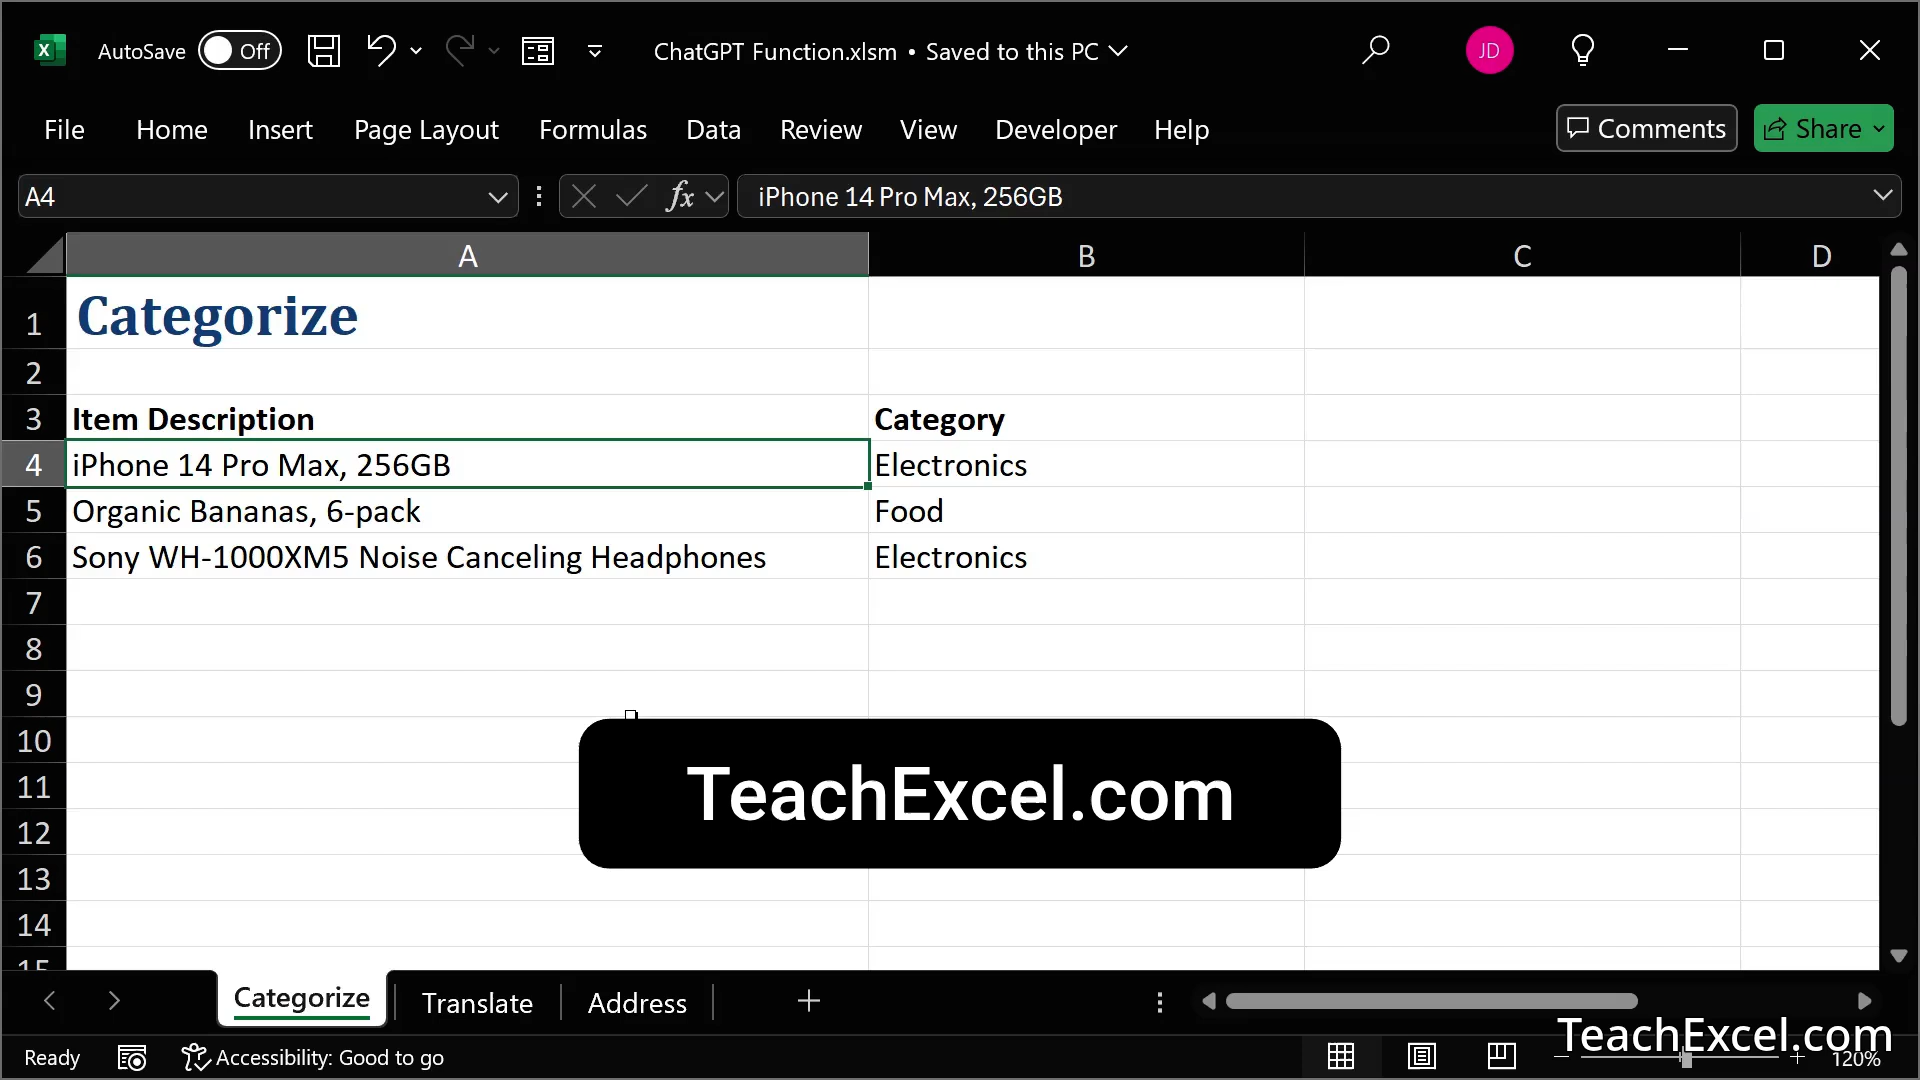 AutoSave Off ChatGPT Function.xlsm • Saved to this PC JD
File Home Insert Page Layout Formulas Data Review View Developer Help Comments Share
A4 fx iPhone 14 Pro Max, 256GB
A B C D
1 Categorize
2
3 Item Description Category
4 iPhone 14 Pro Max, 256GB Electronics
5 Organic Bananas, 6-pack Food
6 Sony WH-1000XM5 Noise Canceling Headphones Electronics
7
8
9
10
11 TeachExcel.com
12
13
14
15
Categorize Translate Address
TeachExcel.com
Ready Accessibility: Good to go 120%